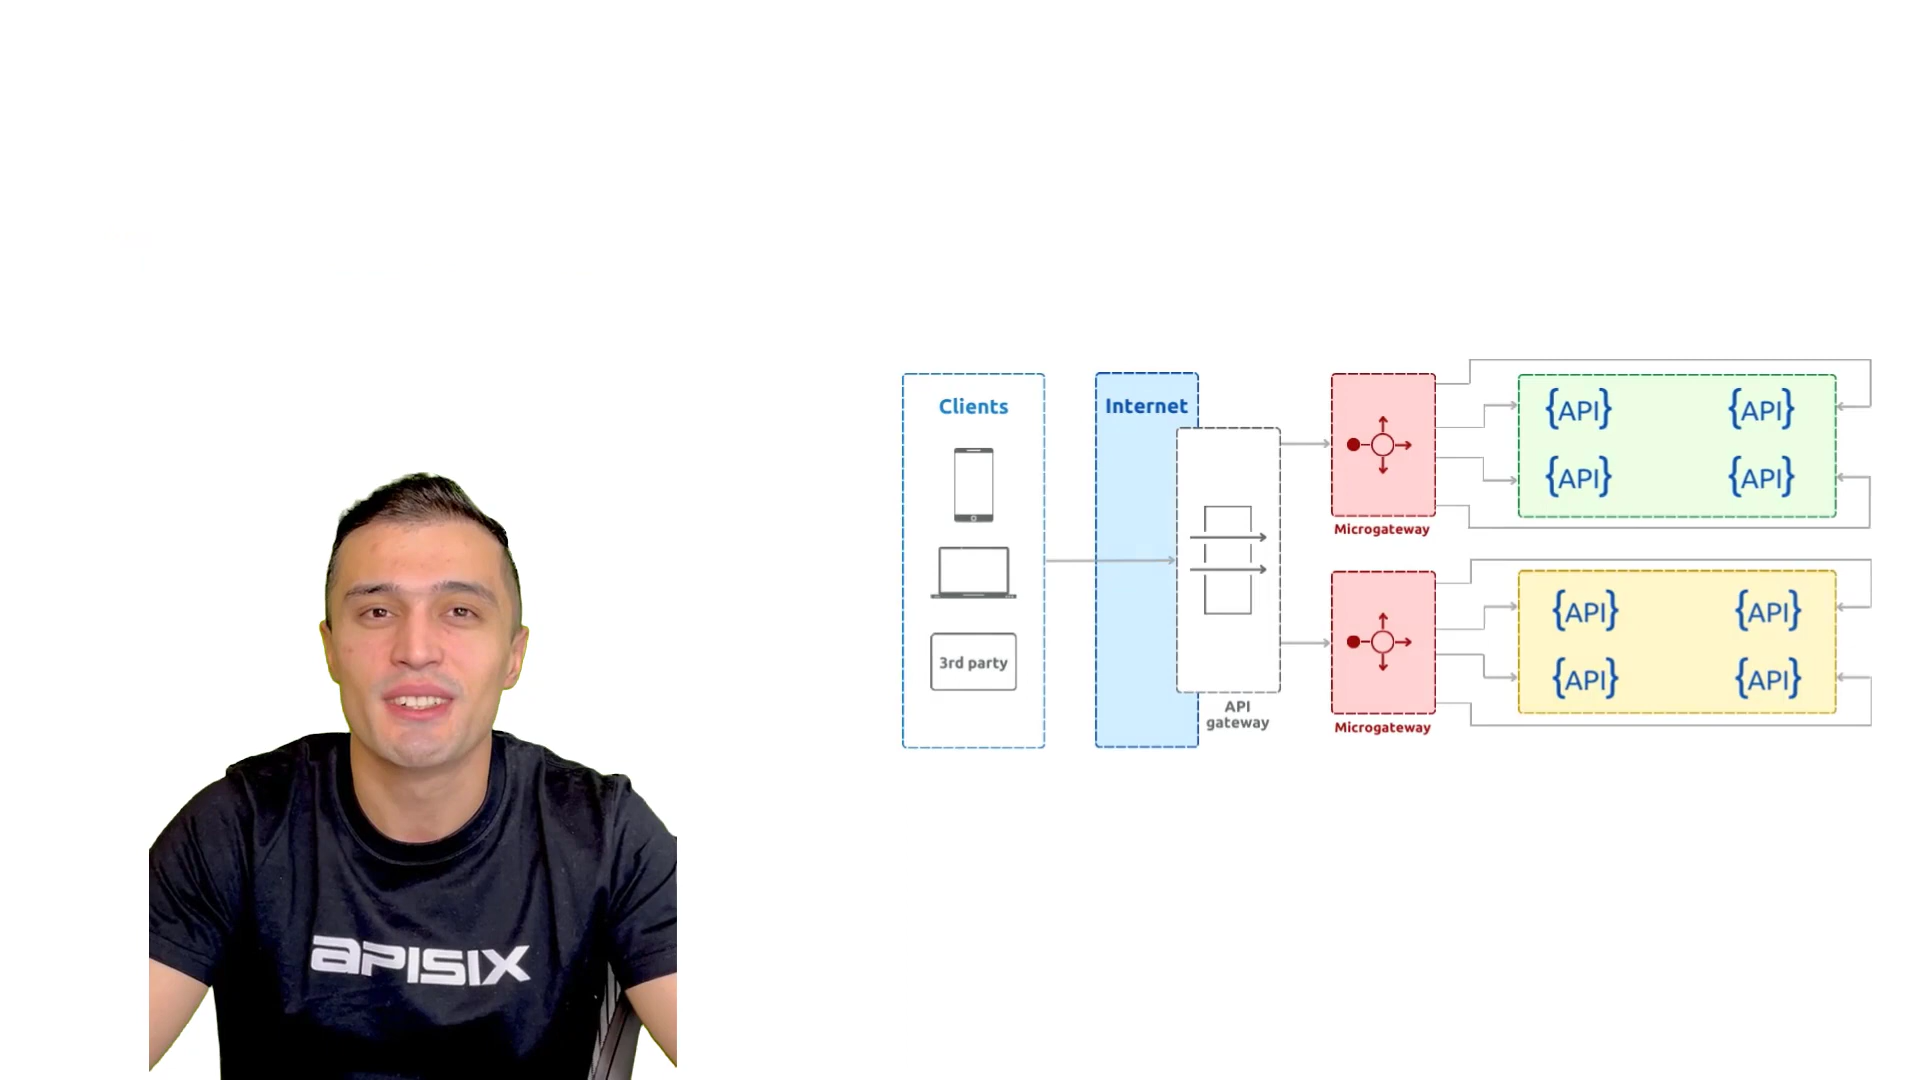 Clients
Internet
3rd party
API
gateway
Microgateway
{API} {API}
{API} {API}
Microgateway
{API} {API}
{API} {API}
apisix